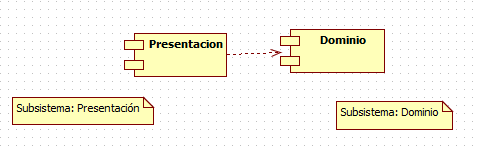 Presentacion
Dominio
Subsistema: Presentación
Subsistema: Dominio